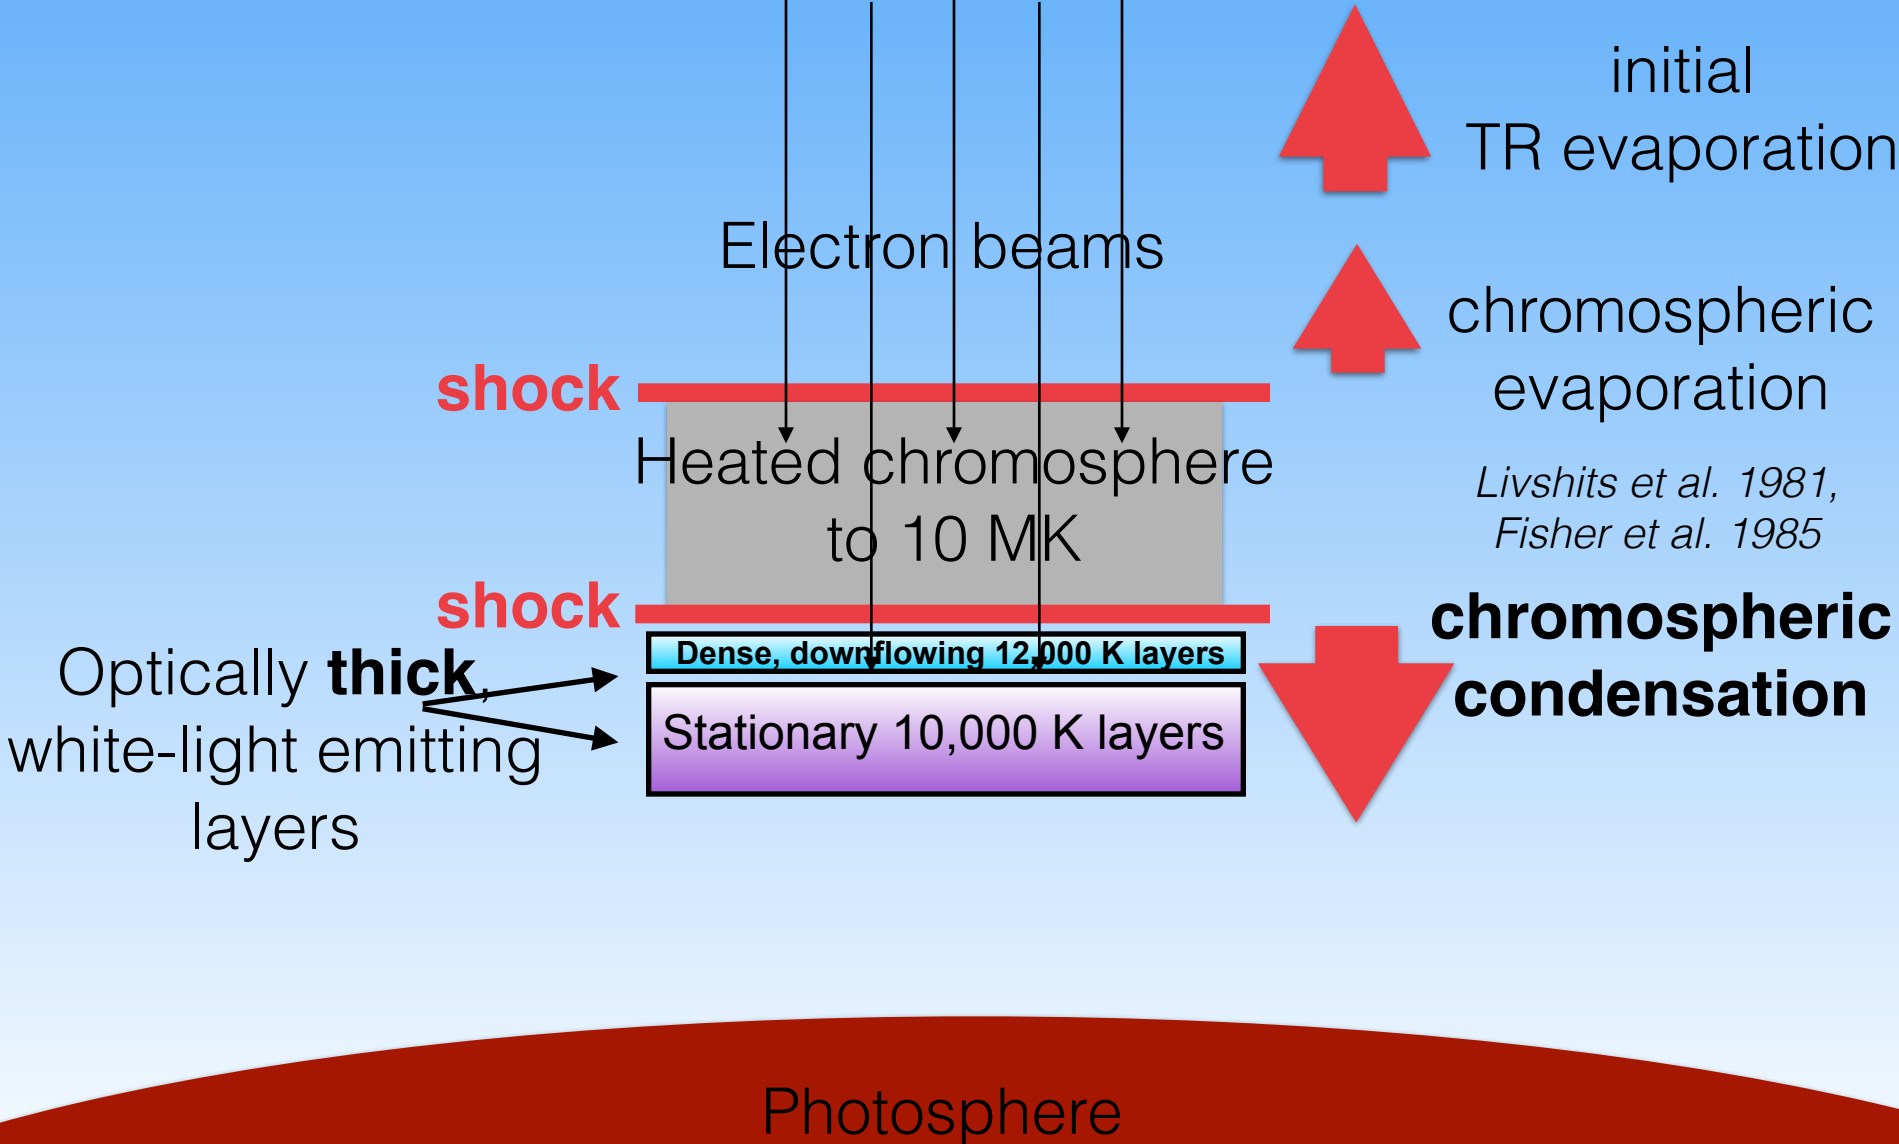 initial
TR evaporation
Electron beams
chromospheric
evaporation
shock
Heated chromosphere
to 10 MK
Livshits et al. 1981,
Fisher et al. 1985
shock
chromospheric
condensation
Dense, downflowing 12,000 K layers
Optically thick,
white-light emitting
layers
Stationary 10,000 K layers
Photosphere